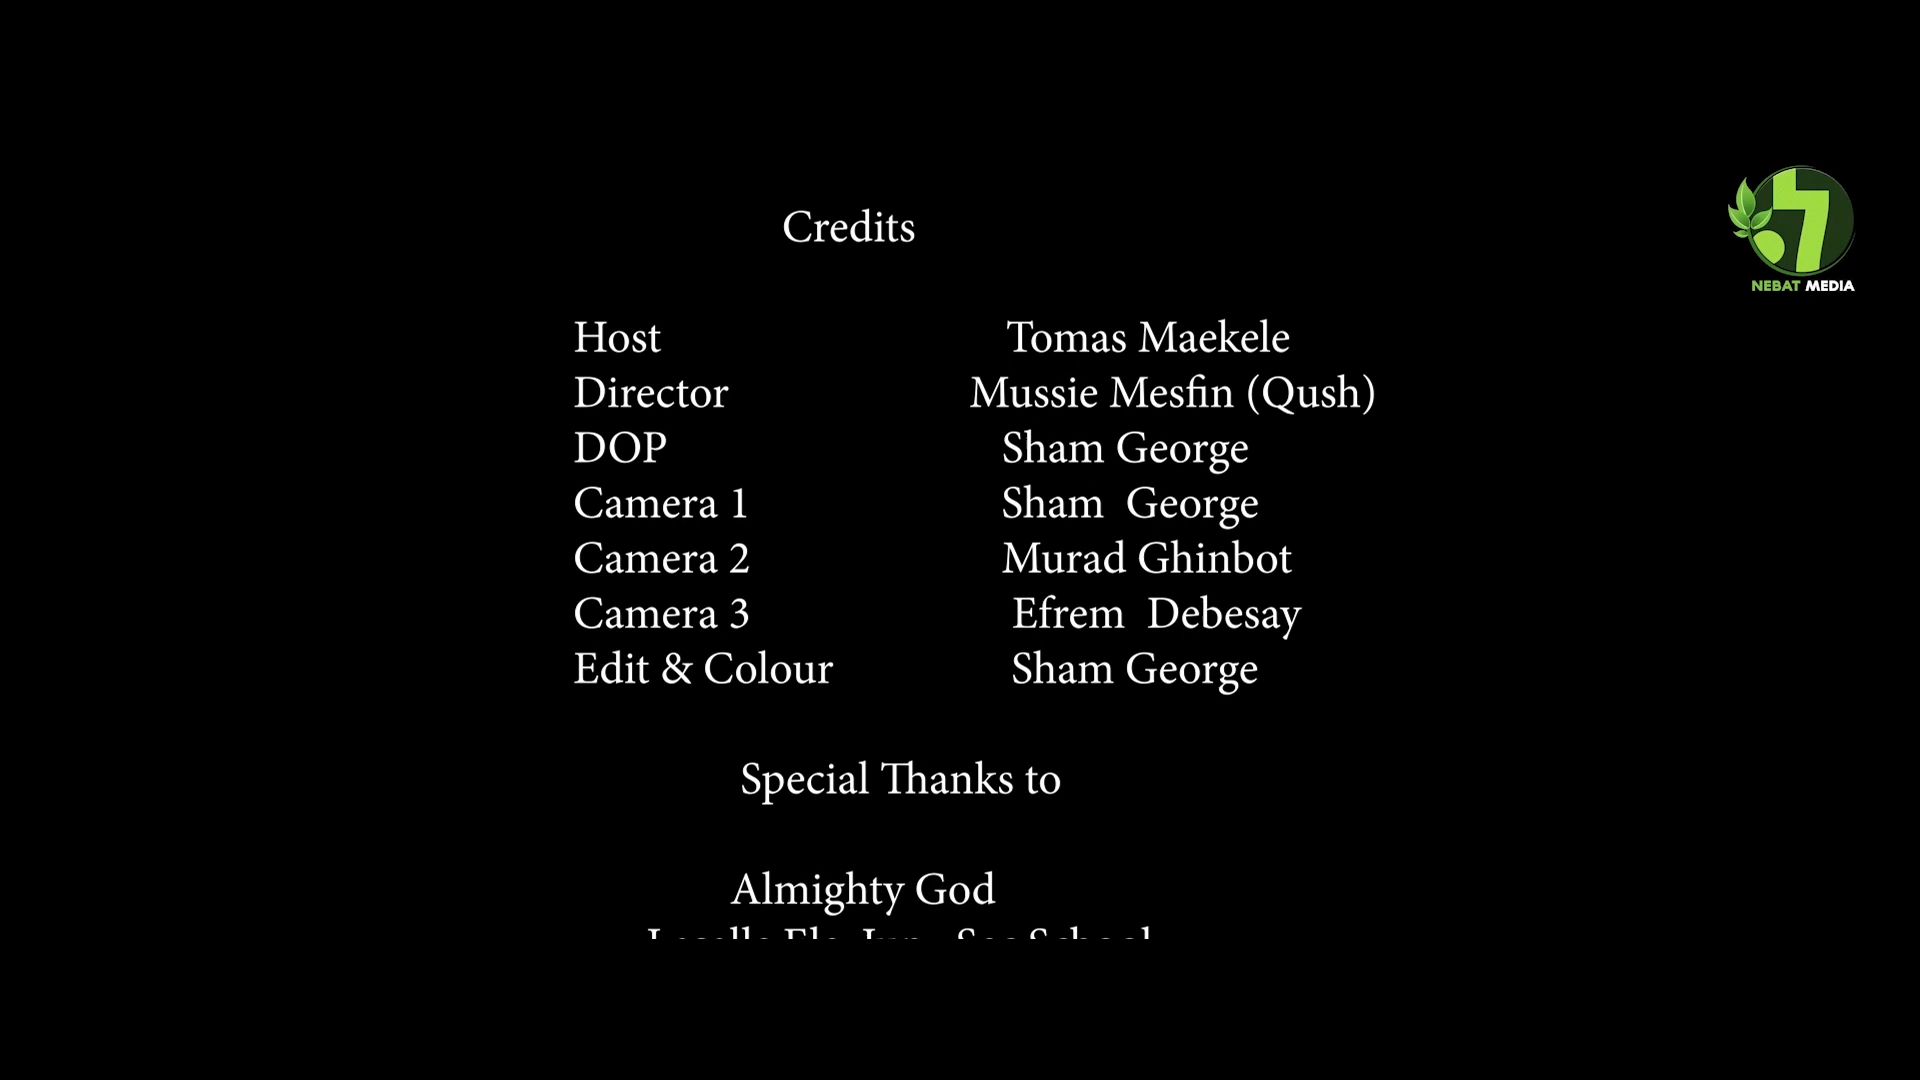 Credits
Host Tomas Maekele
Director Mussie Mesfin (Qush)
DOP Sham George
Camera 1 Sham George
Camera 2 Murad Ghinbot
Camera 3 Efrem Debesay
Edit & Colour Sham George
Special Thanks to
Almighty God
School
NEBAT MEDIA